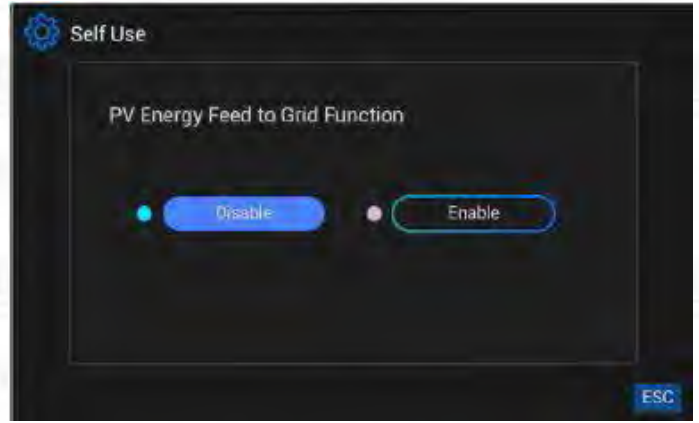 Self Use
PV Energy Feed to Grid Function
Disable
Enable
ESC